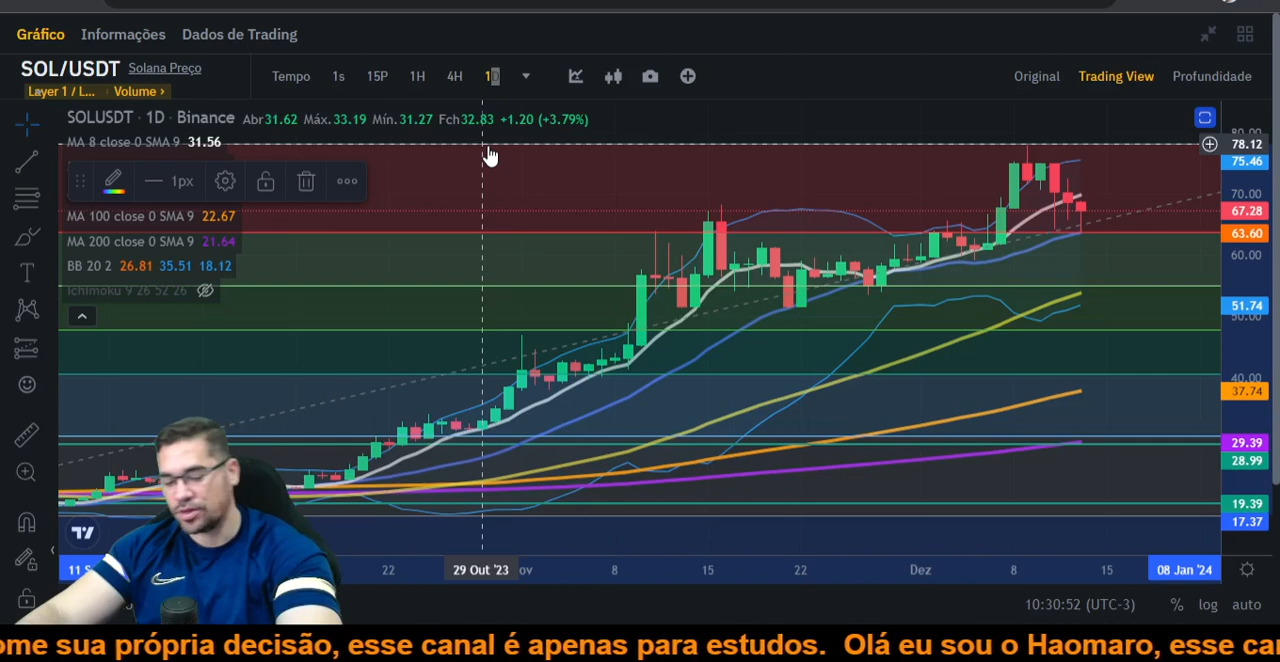 Gráfico Informações Dados de Trading
SOL/USDT Solana Preço
Layer 1 / L... Volume ›
Tempo 1s 15P 1H 4H 1D
Original Trading View Profundidade
SOLUSDT · 1D · Binance Abr31.62 Máx.33.19 Mín.31.27 Fch32.83 +1.20 (+3.79%)
MA 8 close 0 SMA 9 31.56
1px
MA 100 close 0 SMA 9 22.67
MA 200 close 0 SMA 9 21.64
BB 20 2 26.81 35.51 18.12
Ichimoku 9 26 52 26
80.00
78.12
75.46
70.00
67.28
63.60
60.00
51.74
50.00
40.00
37.74
29.39
28.99
19.39
17.37
11 S 22 29 Out '23 ov 8 15 22 Dez 8 15 08 Jan '24
10:30:52 (UTC-3) % log auto
ome sua própria decisão, esse canal é apenas para estudos. Olá eu sou o Haomaro, esse can